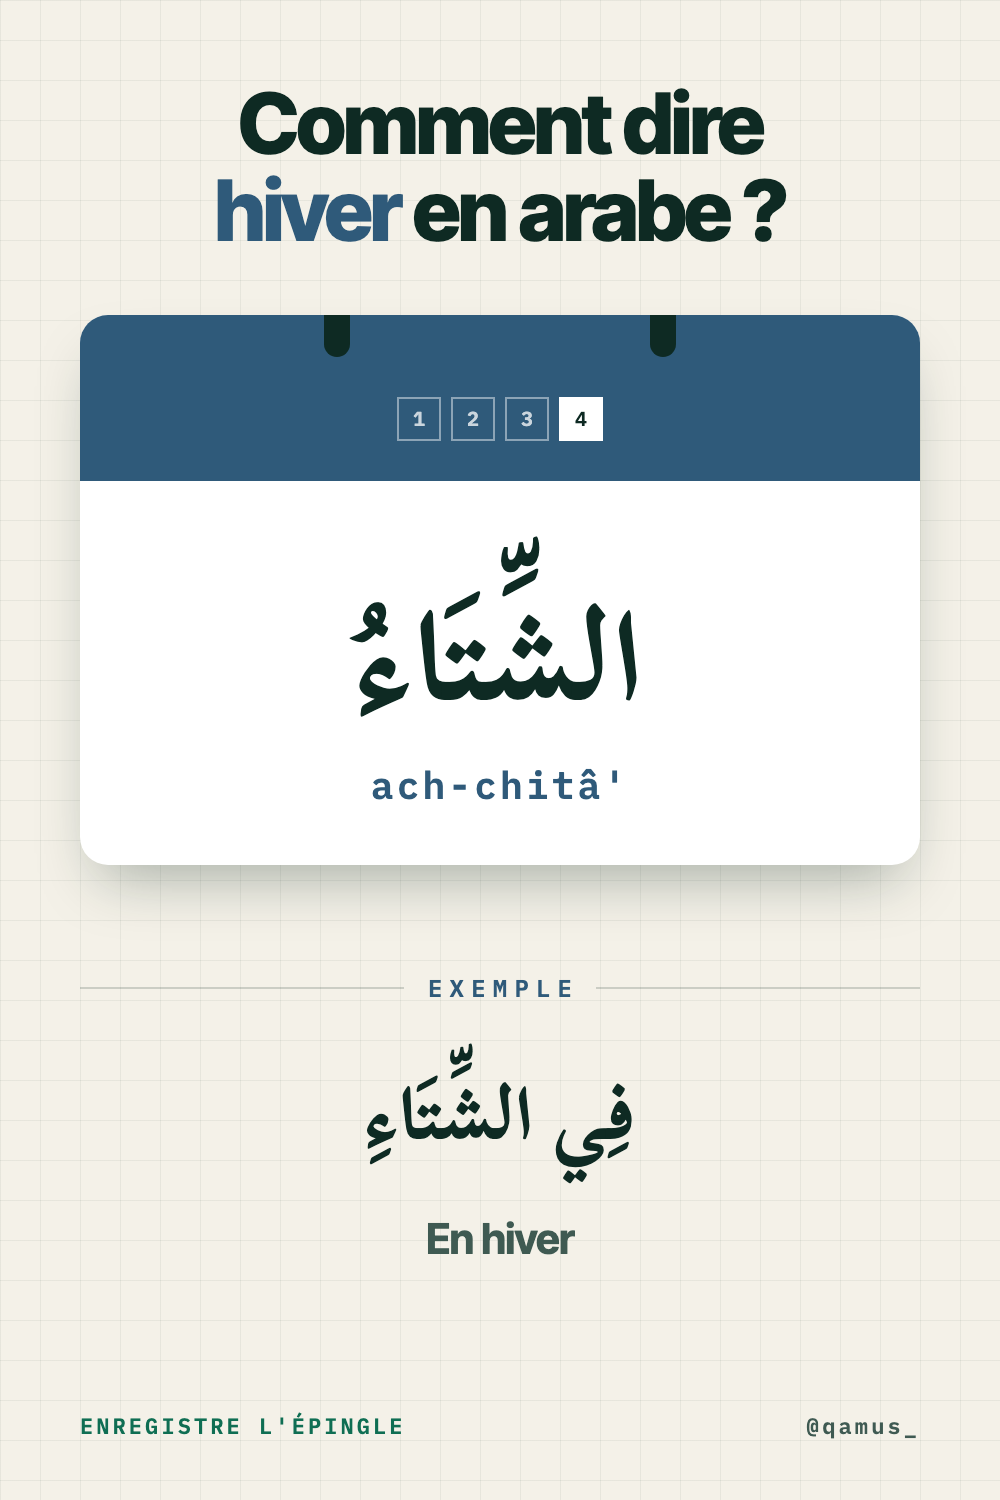 Comment dire
hiver en arabe ?
1 2 3 4
الشِّتَاءُ
ach-chitâ'
EXEMPLE
فِي الشِّتَاءِ
En hiver
ENREGISTRE L'ÉPINGLE
@qamus_